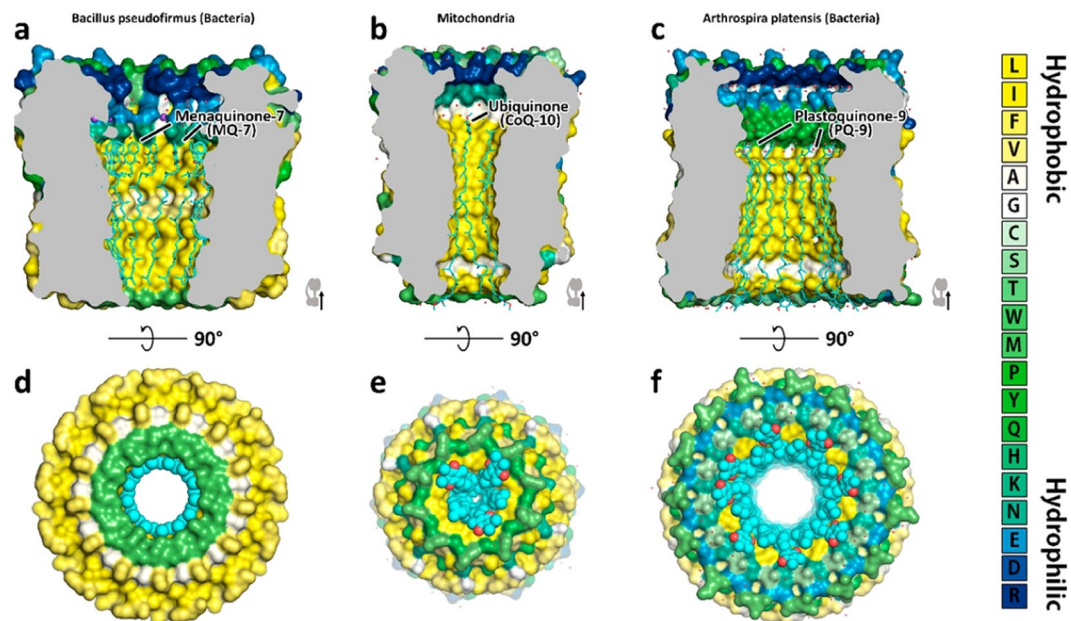 Bacillus pseudofirmus (Bacteria)
Mitochondria
Arthrospira platensis (Bacteria)
a
b
c
Menaquinone-7
(MQ-7)
Ubiquinone
(CoQ-10)
Plastoquinone-9
(PQ-9)
90°
90°
90°
d
e
f
Hydrophobic
L
I
F
V
A
G
C
S
T
W
M
P
Y
Q
H
K
N
E
D
R
Hydrophilic